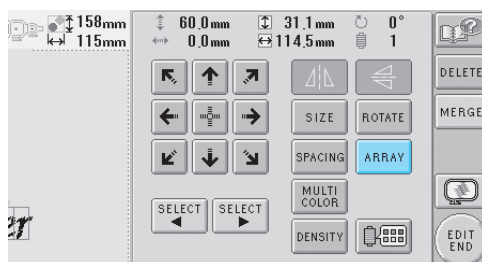 158mm 60.0mm 31.1mm 0°
115mm 0.0mm 114.5mm 1
DELETE
SIZE ROTATE MERGE
SPACING ARRAY
MULTI
COLOR
SELECT SELECT
DENSITY
EDIT
END
er